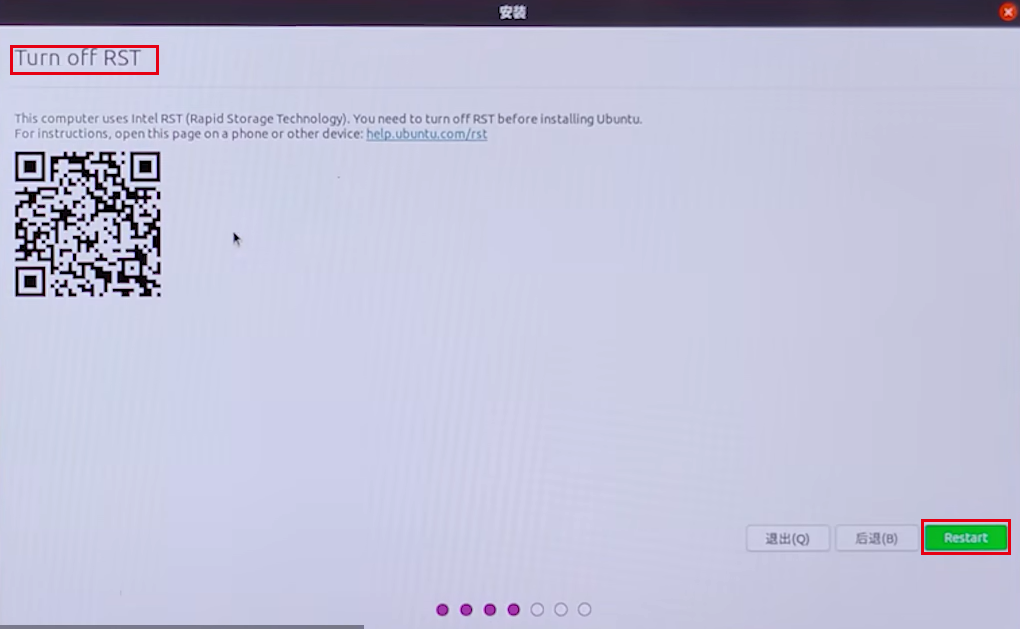 安装
Turn off RST
This computer uses Intel RST (Rapid Storage Technology). You need to turn off RST before installing Ubuntu.
For instructions, open this page on a phone or other device: help.ubuntu.com/rst
退出(Q)
后退(B)
Restart